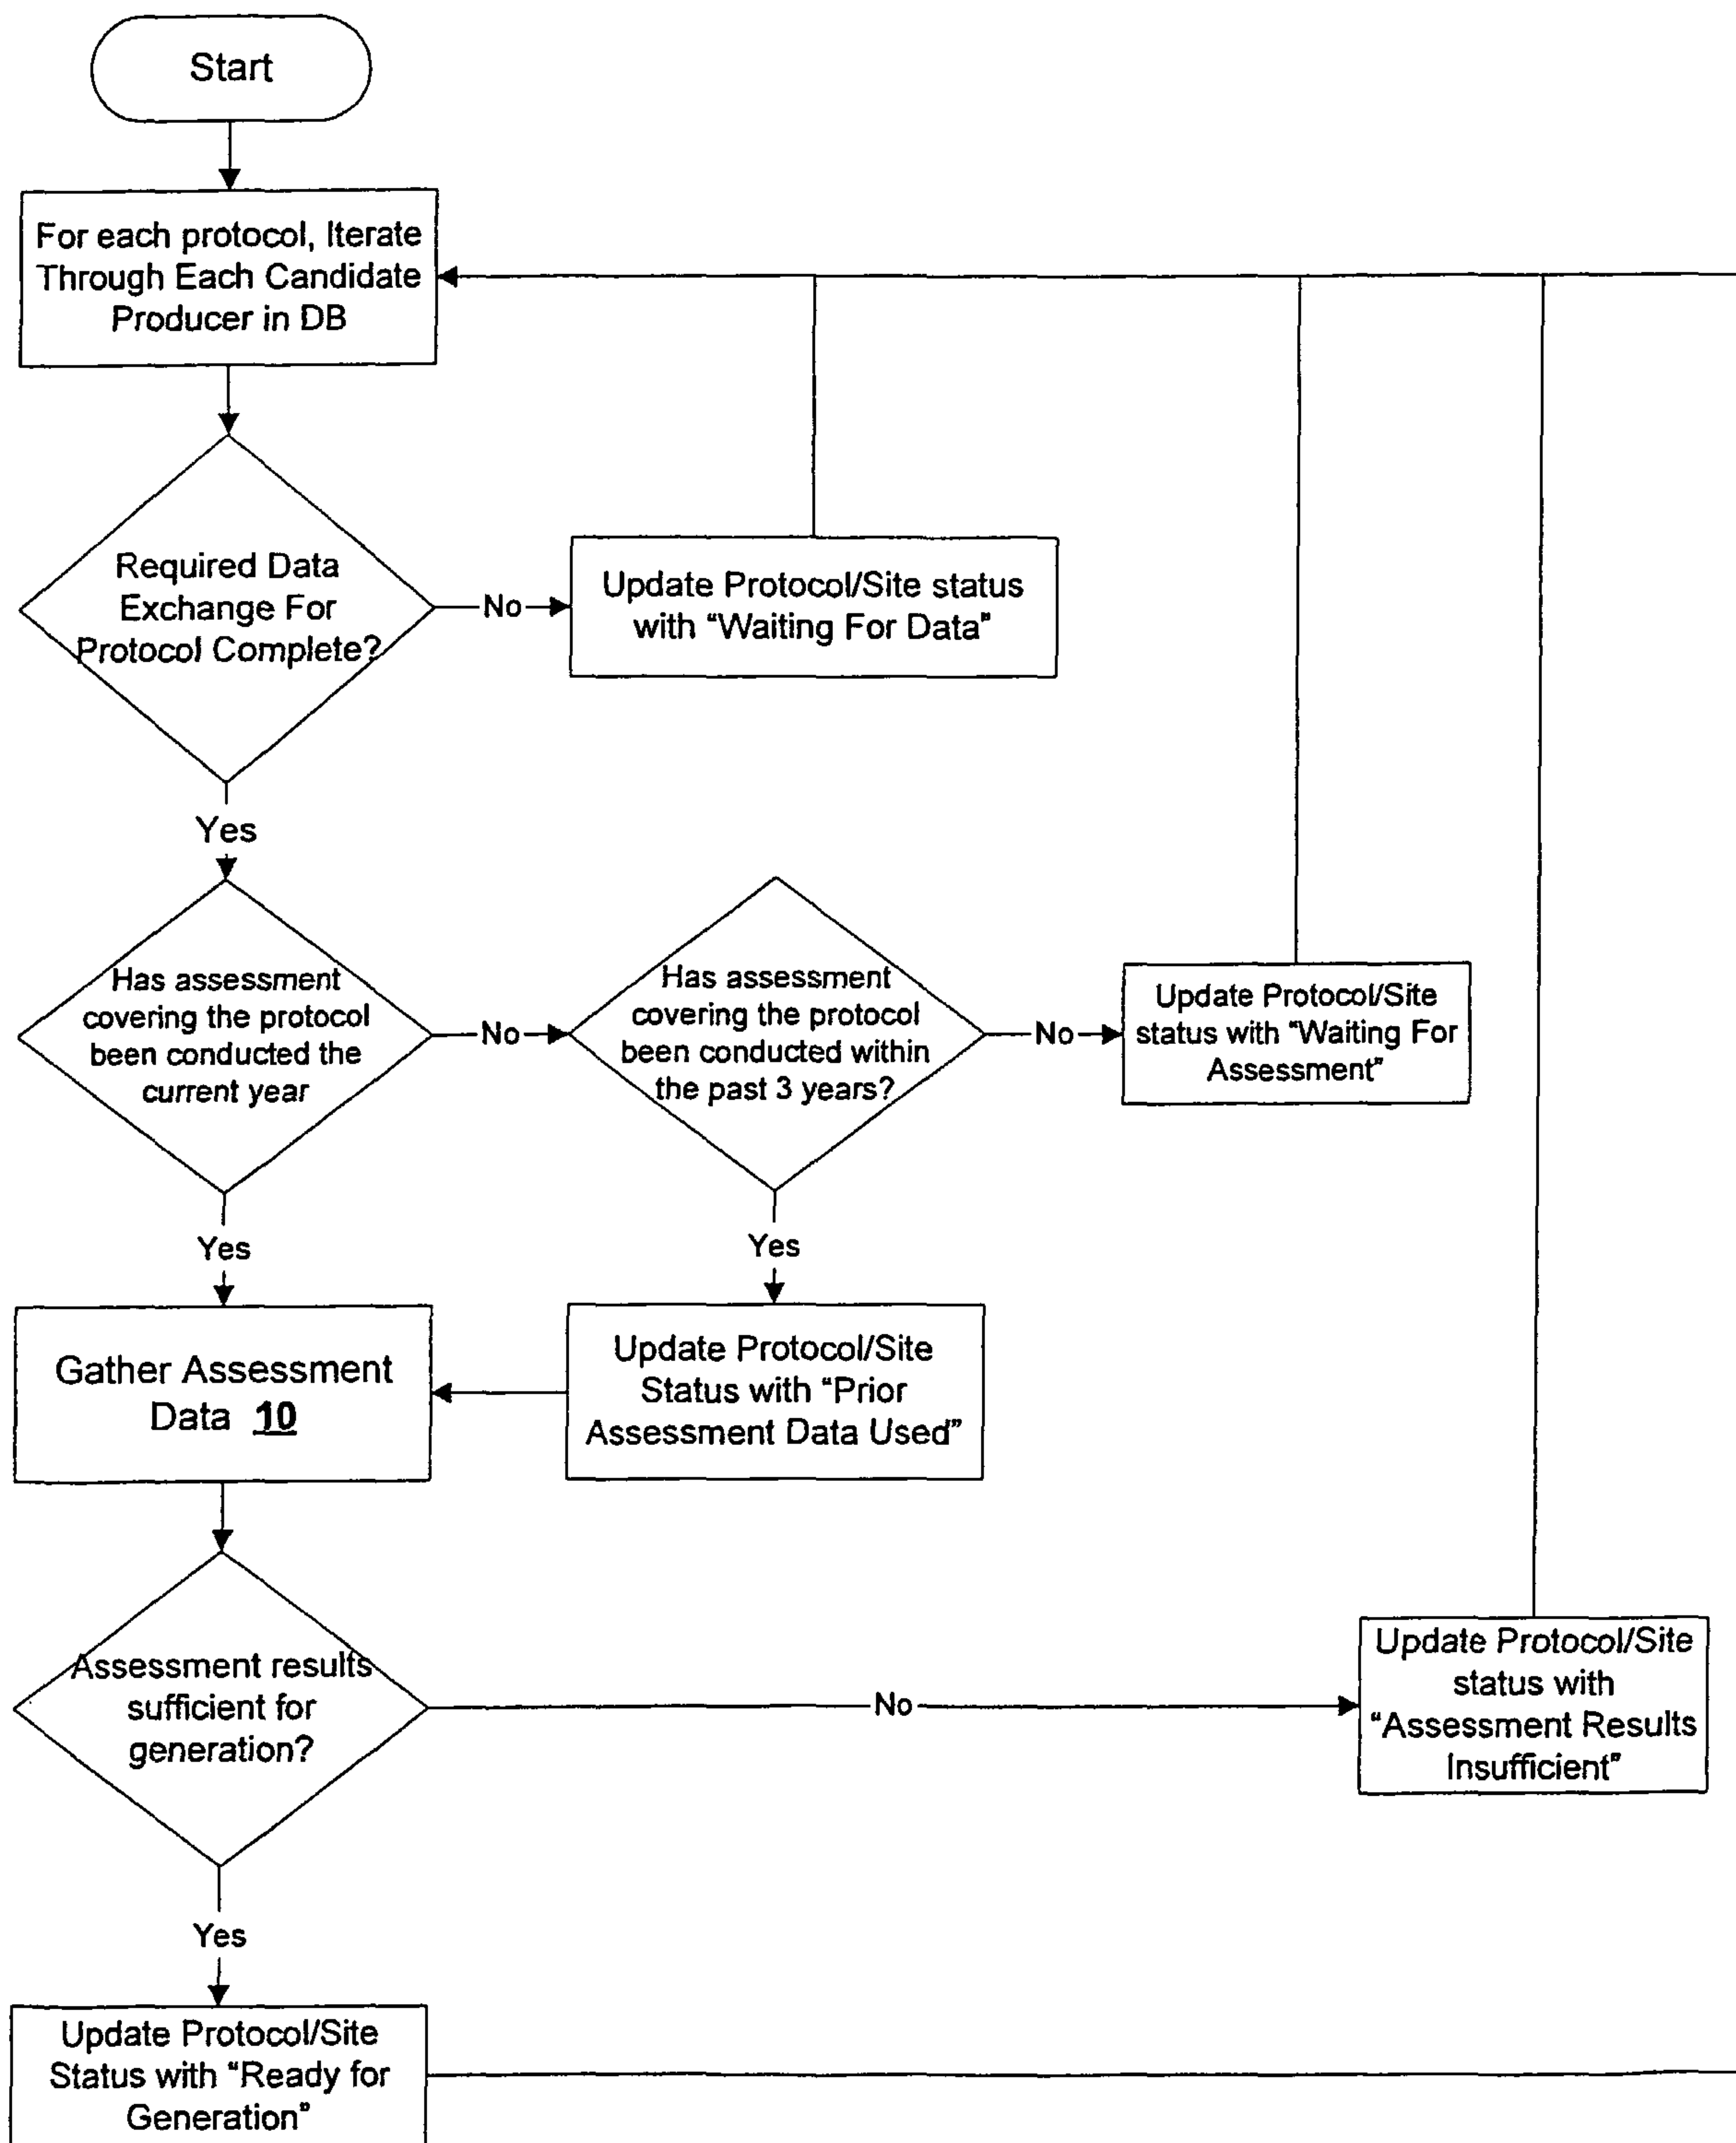 Start
For each protocol, Iterate
Through Each Candidate
Producer in DB
Required Data
Exchange For
Protocol Complete?
No
Update Protocol/Site status
with “Waiting For Data”
Yes
Has assessment
covering the protocol
been conducted the
current year
No
Has assessment
covering the protocol
been conducted within
the past 3 years?
No
Update Protocol/Site
status with “Waiting For
Assessment”
Yes
Yes
Gather Assessment
Data 10
Update Protocol/Site
Status with “Prior
Assessment Data Used”
Assessment results
sufficient for
generation?
No
Update Protocol/Site
status with
“Assessment Results
Insufficient”
Yes
Update Protocol/Site
Status with “Ready for
Generation”